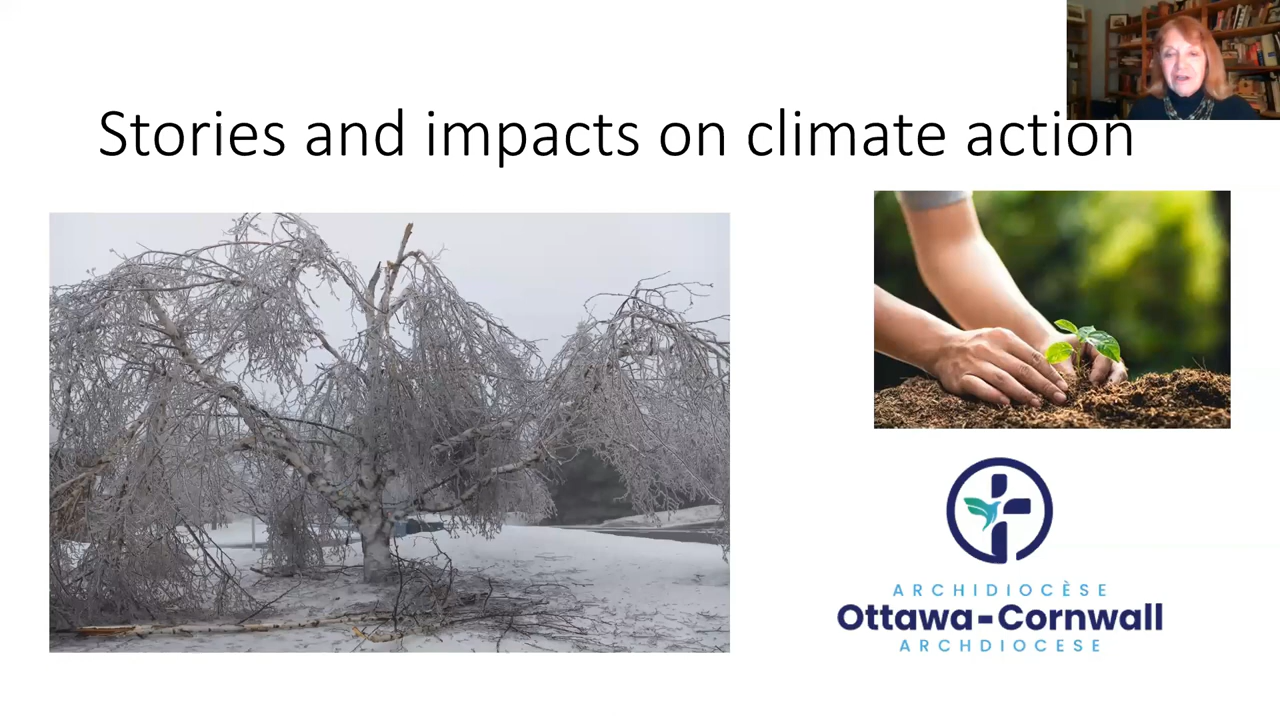 Stories and impacts on climate action
ARCHIDIOCÈSE
Ottawa-Cornwall
ARCHDIOCESE